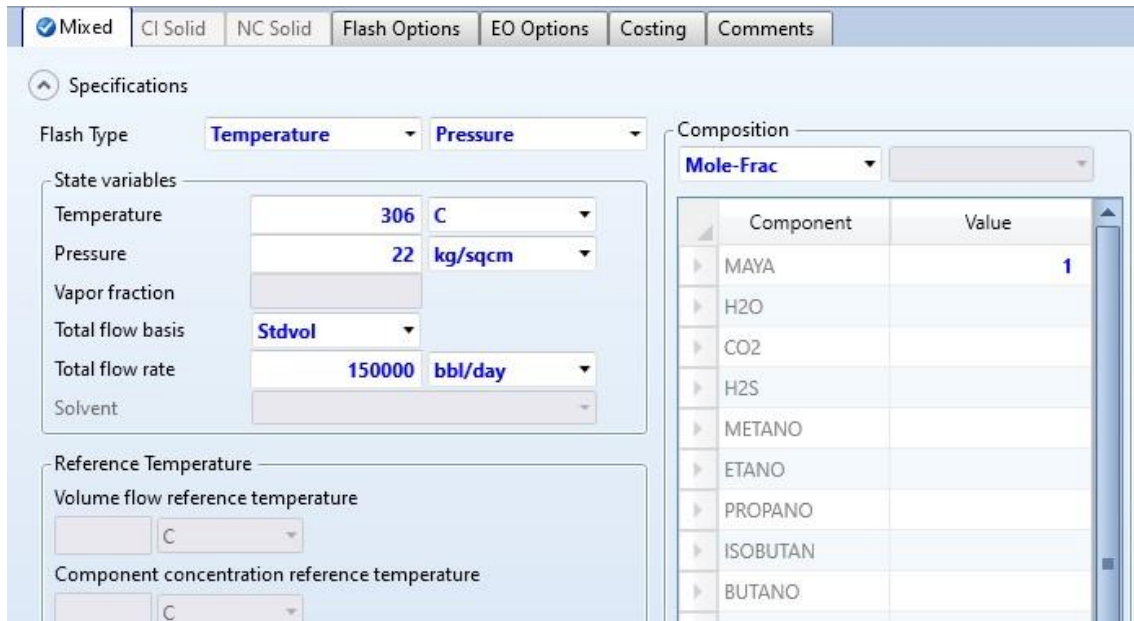 Mixed CI Solid NC Solid Flash Options EO Options Costing Comments
Specifications
Flash Type Temperature Pressure
State variables
Temperature 306 C
Pressure 22 kg/sqcm
Vapor fraction
Total flow basis Stdvol
Total flow rate 150000 bbl/day
Solvent
Reference Temperature
Volume flow reference temperature
C
Component concentration reference temperature
C
Composition
Mole-Frac
Component Value
MAYA 1
H2O
CO2
H2S
METANO
ETANO
PROPANO
ISOBUTAN
BUTANO